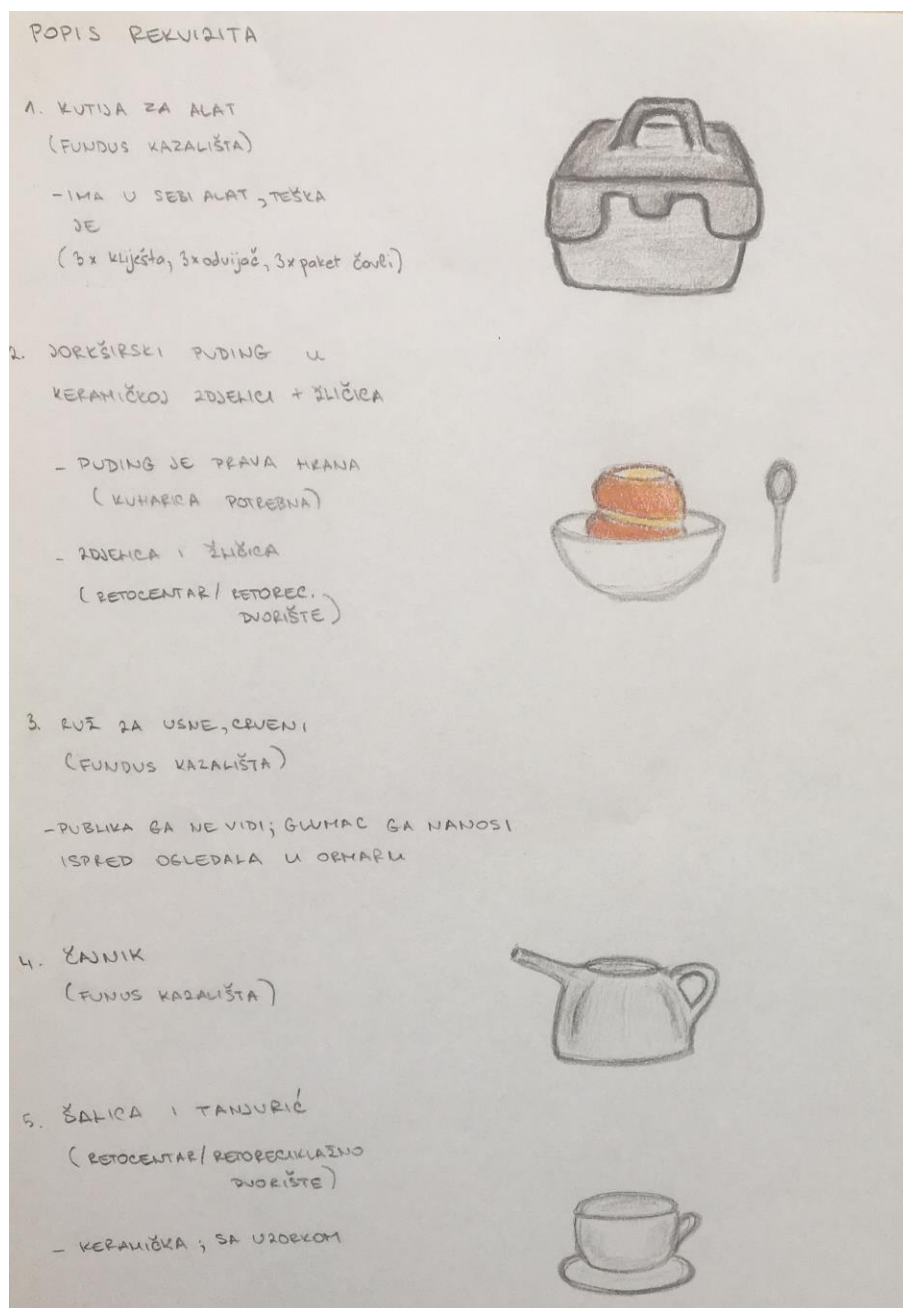 POPIS REKVIZITA
1. KUTIJA ZA ALAT
(FUNDUS KAZALIŠTA)
- IMA U SEBI ALAT, TEŠKA
JE
(3x kliješta, 3x odvijač, 3x paket čavli)
2. JORKŠIRSKI PUDING U
KERAMIČKOJ ZDJELICI + ŽLIČICA
- PUDING JE PRAVA HRANA
(KUHARICA POTREBNA)
- ZDJELICA I ŽLIČICA
(RETOCENTAR/ RETOREC.
DVORIŠTE)
3. RUŽ ZA USNE, CRVENI
(FUNDUS KAZALIŠTA)
- PUBLIKA GA NE VIDI; GLUMAC GA NANOSI
ISPRED OGLEDALA U ORMARU
4. ČAJNIK
(FUNUS KAZALIŠTA)
5. ŠALICA I TANJURIĆ
(RETOCENTAR/ RETORECIKLAŽNO
DVORIŠTE)
- KERAMIČKA; SA UZORKOM